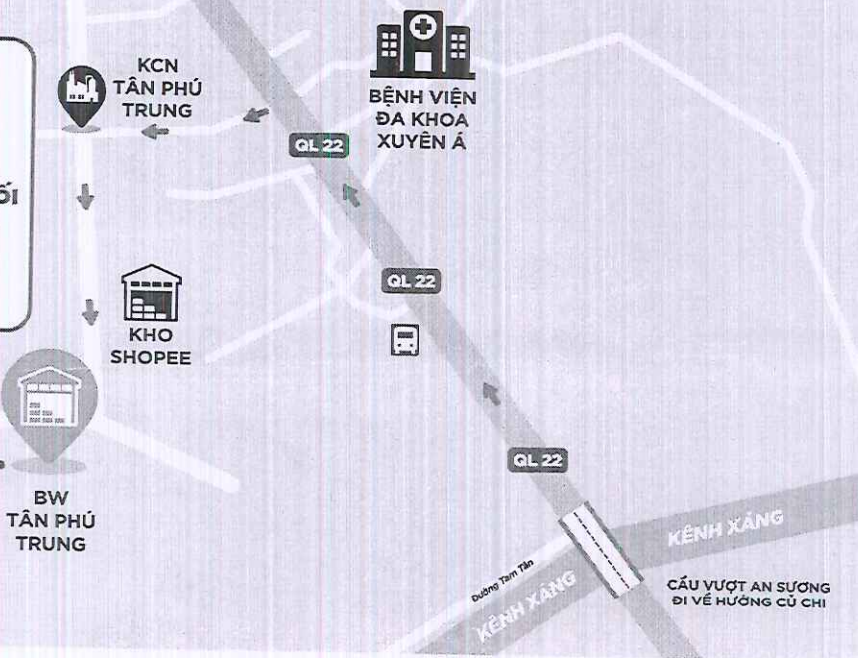 KCN
TÂN PHÚ
TRUNG
BỆNH VIỆN
ĐA KHOA
XUYÊN Á
QL 22
ỐI
QL 22
KHO
SHOPEE
QL 22
BW
TÂN PHÚ
TRUNG
KÊNH XÁNG
Đường Tam Tân
KÊNH XÁNG
CẦU VƯỢT AN SƯƠNG
ĐI VỀ HƯỚNG CỦ CHI